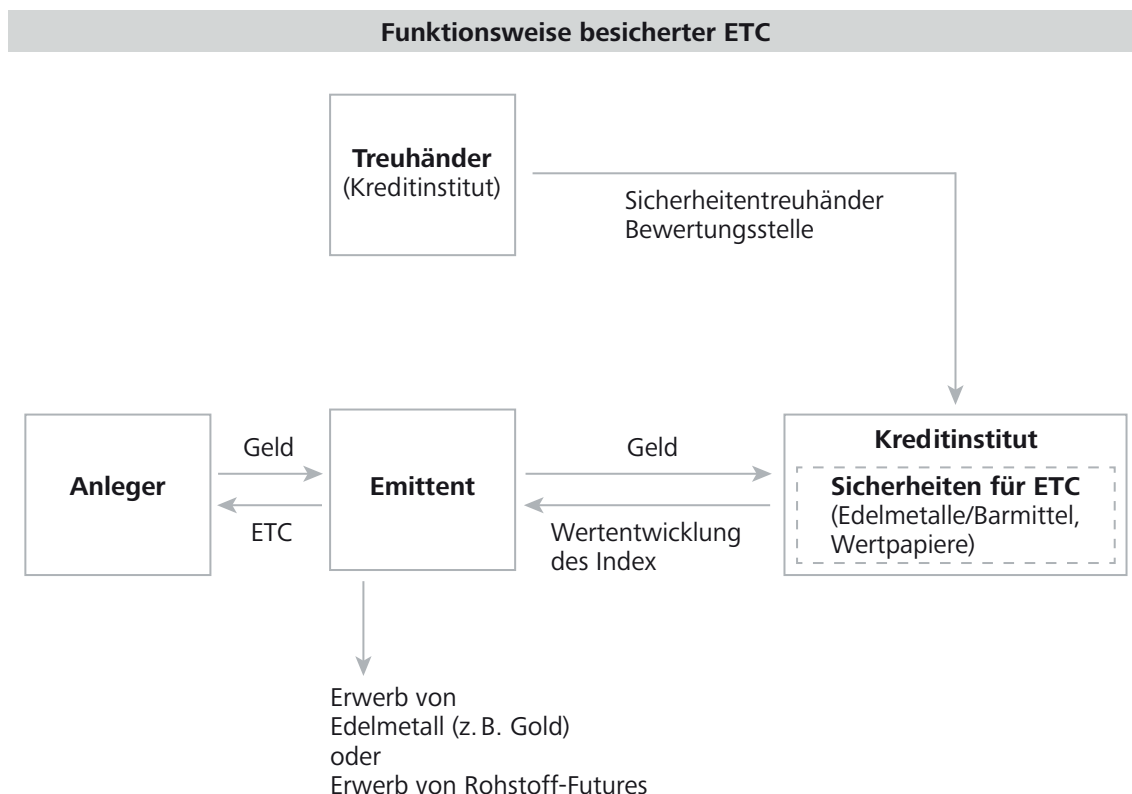 Funktionsweise besicherter ETC
Treuhänder
(Kreditinstitut)
Sicherheitentreuhänder
Bewertungsstelle
Anleger
Geld
ETC
Emittent
Geld
Wertentwicklung
des Index
Kreditinstitut
Sicherheiten für ETC
(Edelmetalle/Barmittel,
Wertpapiere)
Erwerb von
Edelmetall (z. B. Gold)
oder
Erwerb von Rohstoff-Futures